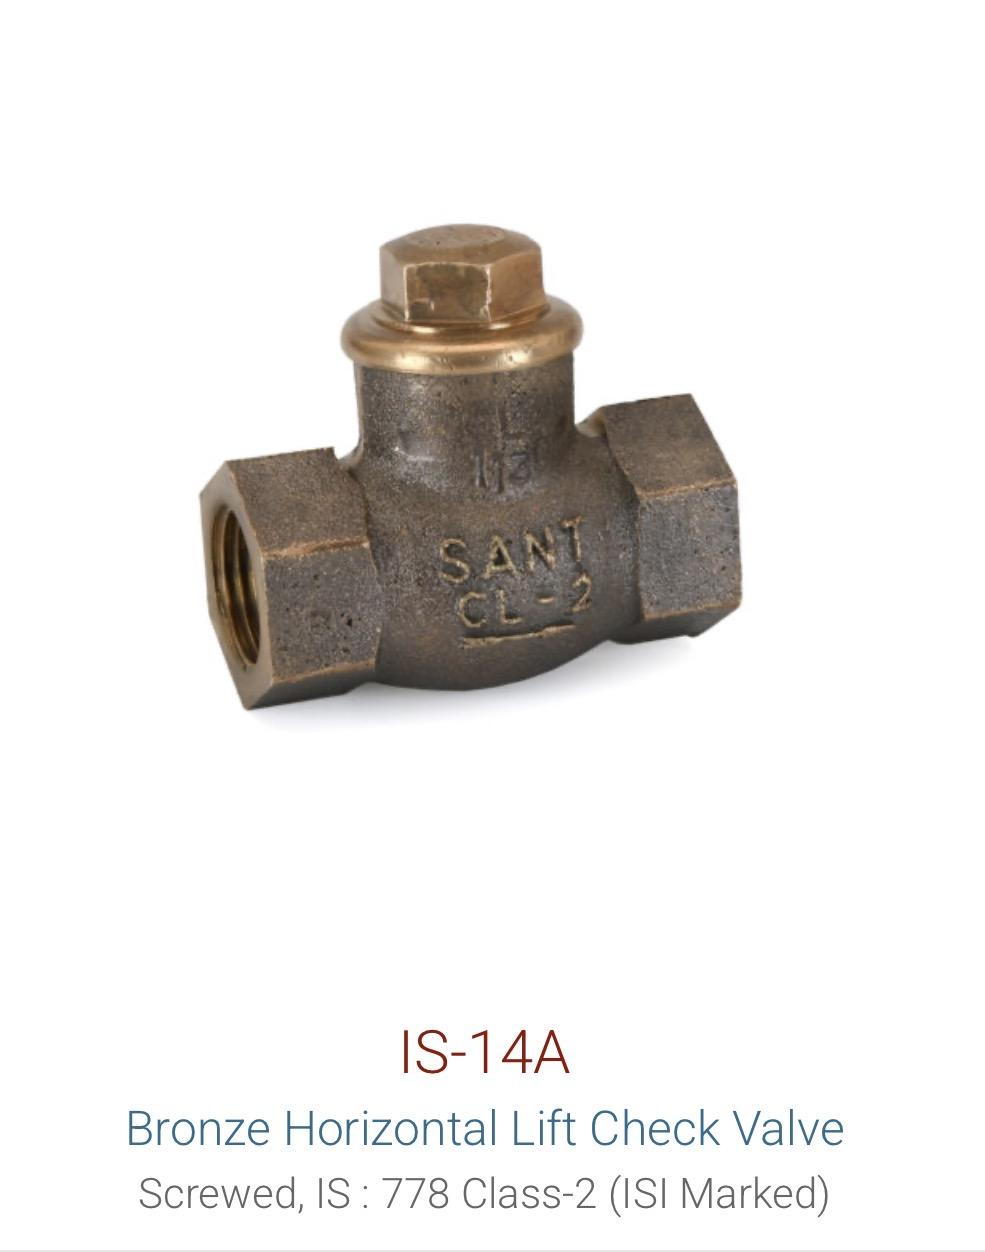 SANT
CL-2
IS-14A
Bronze Horizontal Lift Check Valve
Screwed, IS : 778 Class-2 (ISI Marked)